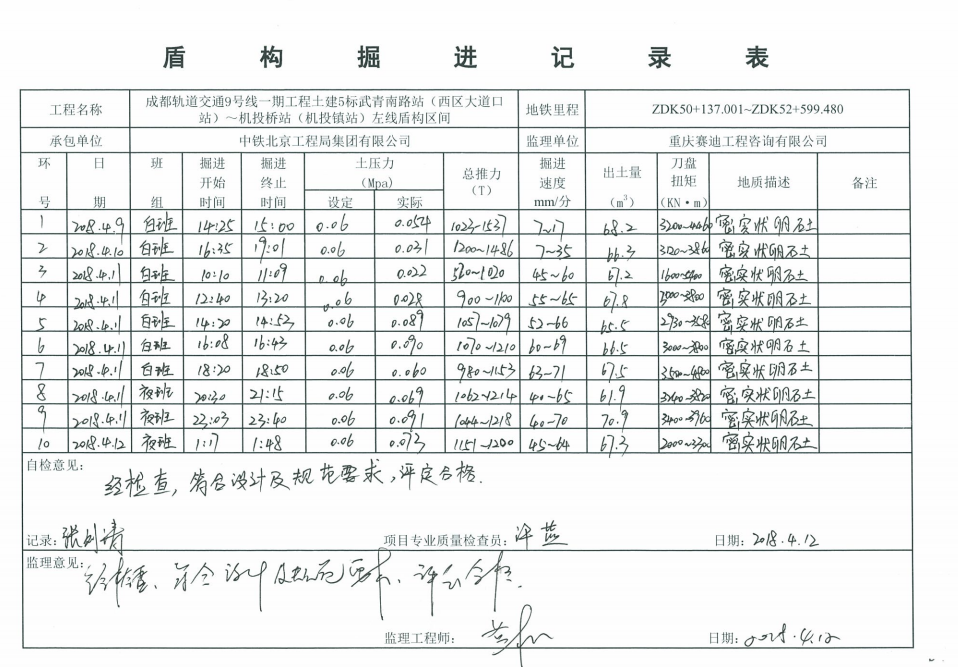 盾构掘进记录表
工程名称 成都轨道交通9号线一期工程土建5标武青南路站（西区大道口站）～机投桥站（机投镇站）左线盾构区间 地铁里程 ZDK50+137.001~ZDK52+599.480
承包单位 中铁北京工程局集团有限公司 监理单位 重庆赛迪工程咨询有限公司
环号 日期 班组 掘进开始时间 掘进终止时间 土压力（Mpa） 设定 实际 总推力（T） 掘进速度mm/分 出土量（m³） 刀盘扭矩（KN·m） 地质描述 备注
1 2018.4.9 白班 14:25 15:00 0.06 0.054 1023~1537 7~17 68.2 3200~4460 密实状卵石土
2 2018.4.10 白班 16:35 19:01 0.06 0.031 1200~1486 7~35 66.3 3120~3860 密实状卵石土
3 2018.4.11 白班 10:10 11:09 0.06 0.022 520~1020 45~60 67.2 密实状卵石土
4 2018.4.11 白班 12:40 13:20 0.06 0.028 900~1100 55~65 67.8 3000~3800 密实状卵石土
5 2018.4.11 白班 14:20 14:53 0.06 0.089 1057~1079 52~66 65.5 2930~3580 密实状卵石土
6 2018.4.11 白班 16:08 16:43 0.06 0.090 1070~1210 60~69 66.5 3000~3800 密实状卵石土
7 2018.4.11 白班 18:20 18:50 0.06 0.060 980~1153 63~71 67.5 3500~4800 密实状卵石土
8 2018.4.11 夜班 20:30 21:15 0.06 0.069 1062~1214 40~65 61.9 3240~3820 密实状卵石土
9 2018.4.11 夜班 23:03 23:40 0.06 0.091 1044~1218 40~70 70.9 3400~3960 密实状卵石土
10 2018.4.12 夜班 1:17 1:48 0.06 0.073 1151~1200 45~64 67.3 2000~3300 密实状卵石土
自检意见：
经检查，符合设计及规范要求，评定合格.
记录： 项目专业质量检查员： 日期：2018.4.12
监理意见：
经检查、符合设计及规范要求、评定合格.
监理工程师： 日期：2018.4.12